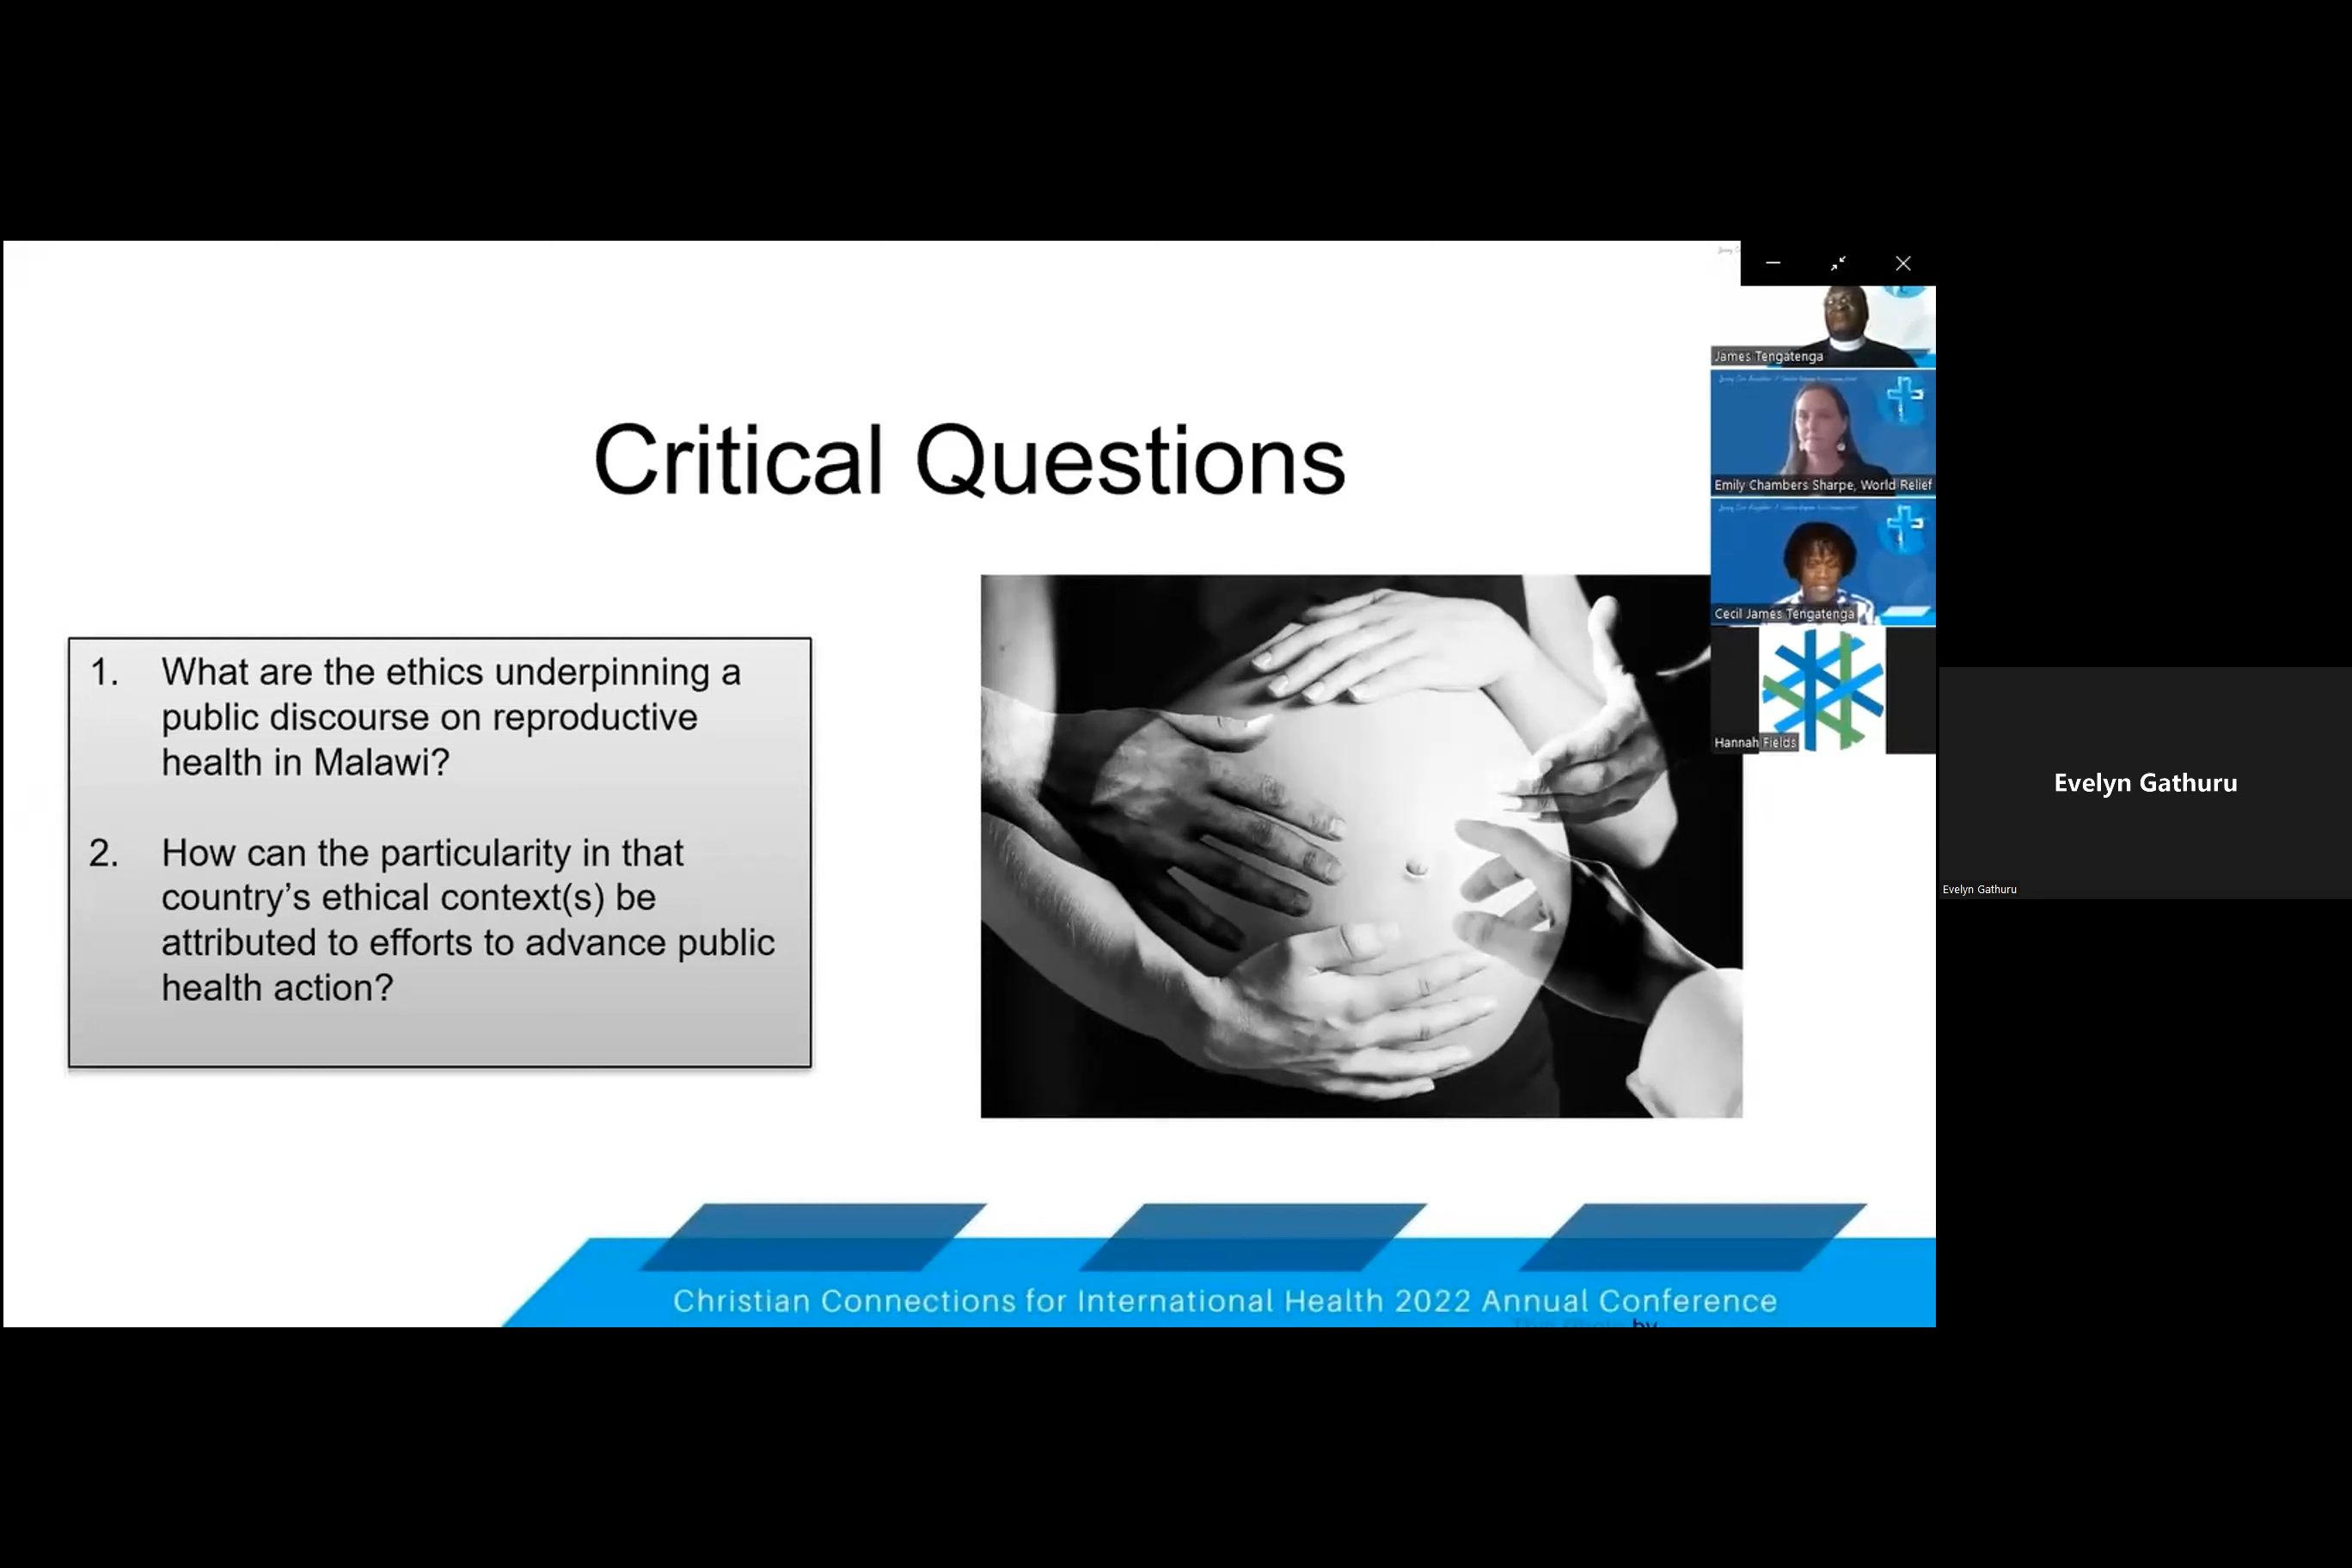 Critical Questions
1. What are the ethics underpinning a
public discourse on reproductive
health in Malawi?
2. How can the particularity in that
country’s ethical context(s) be
attributed to efforts to advance public
health action?
James Tengatenga
Emily Chambers Sharpe, World Relief
Cecil James Tengatenga
Hannah Fields
Evelyn Gathuru
Evelyn Gathuru
Christian Connections for International Health 2022 Annual Conference
This Photo by